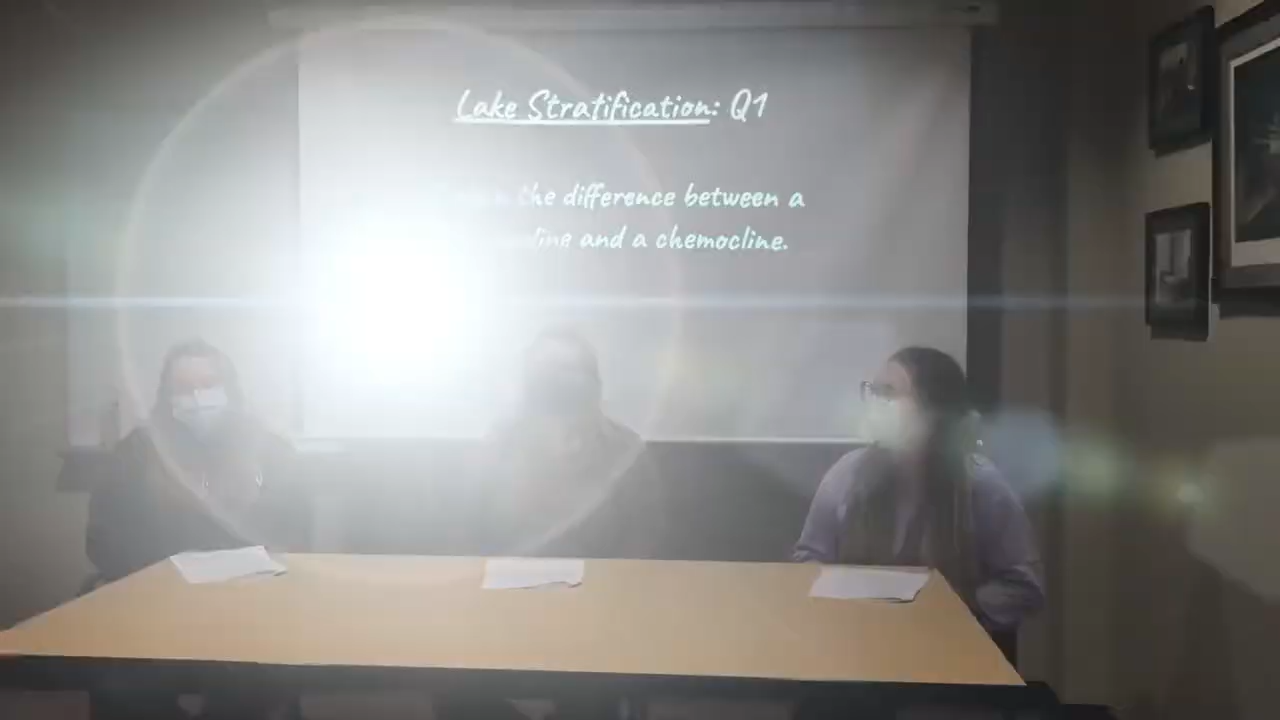 Lake Stratification: Q1
the difference between a
and a chemocline.